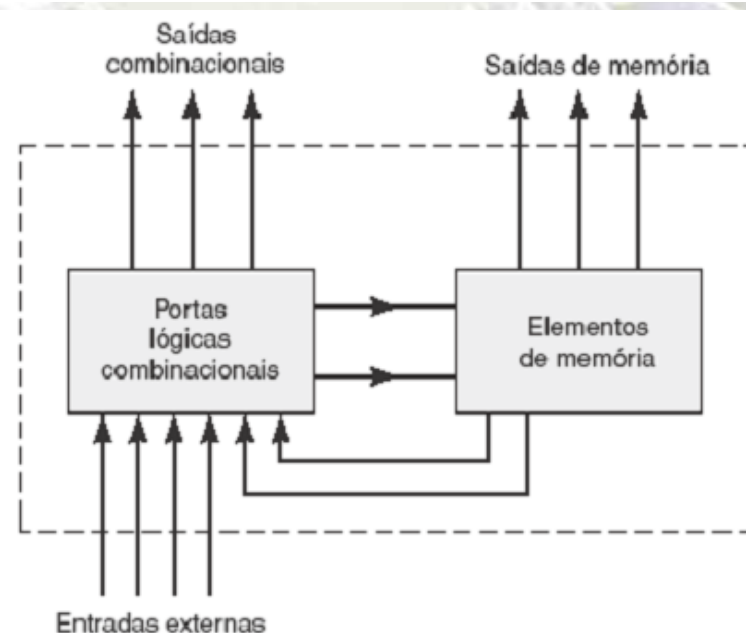 Saídas
combinacionais
Saídas de memória
Portas
lógicas
combinacionais
Elementos
de memória
Entradas externas